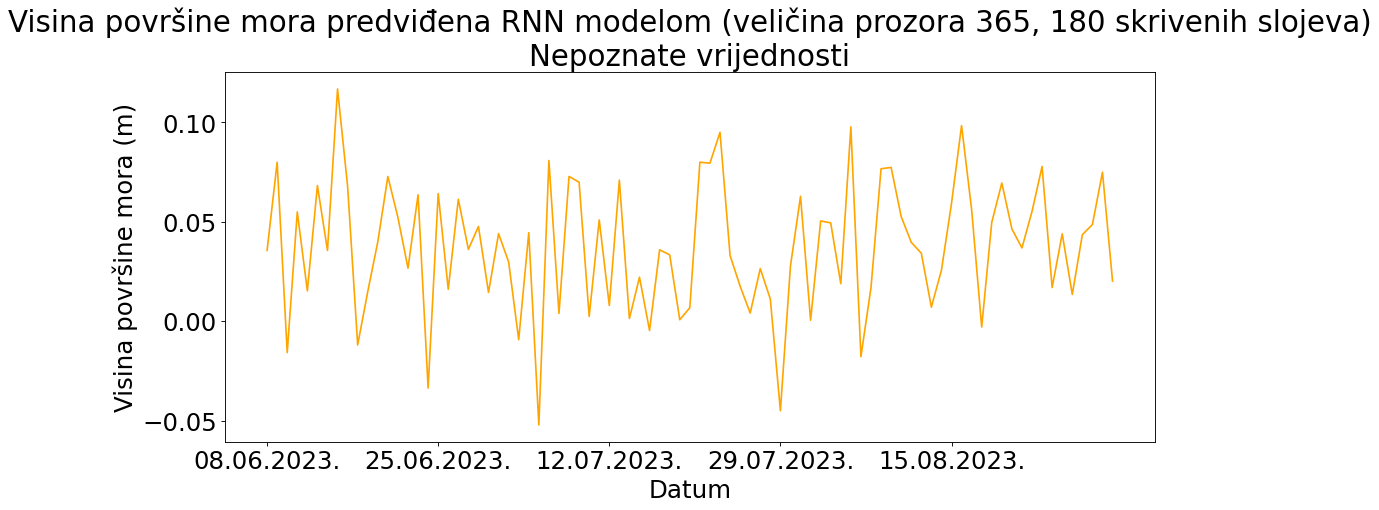 Visina površine mora predviđena RNN modelom (veličina prozora 365, 180 skrivenih slojeva)
Nepoznate vrijednosti
Visina površine mora (m)
0.10
0.05
0.00
−0.05
08.06.2023. 25.06.2023. 12.07.2023. 29.07.2023. 15.08.2023.
Datum